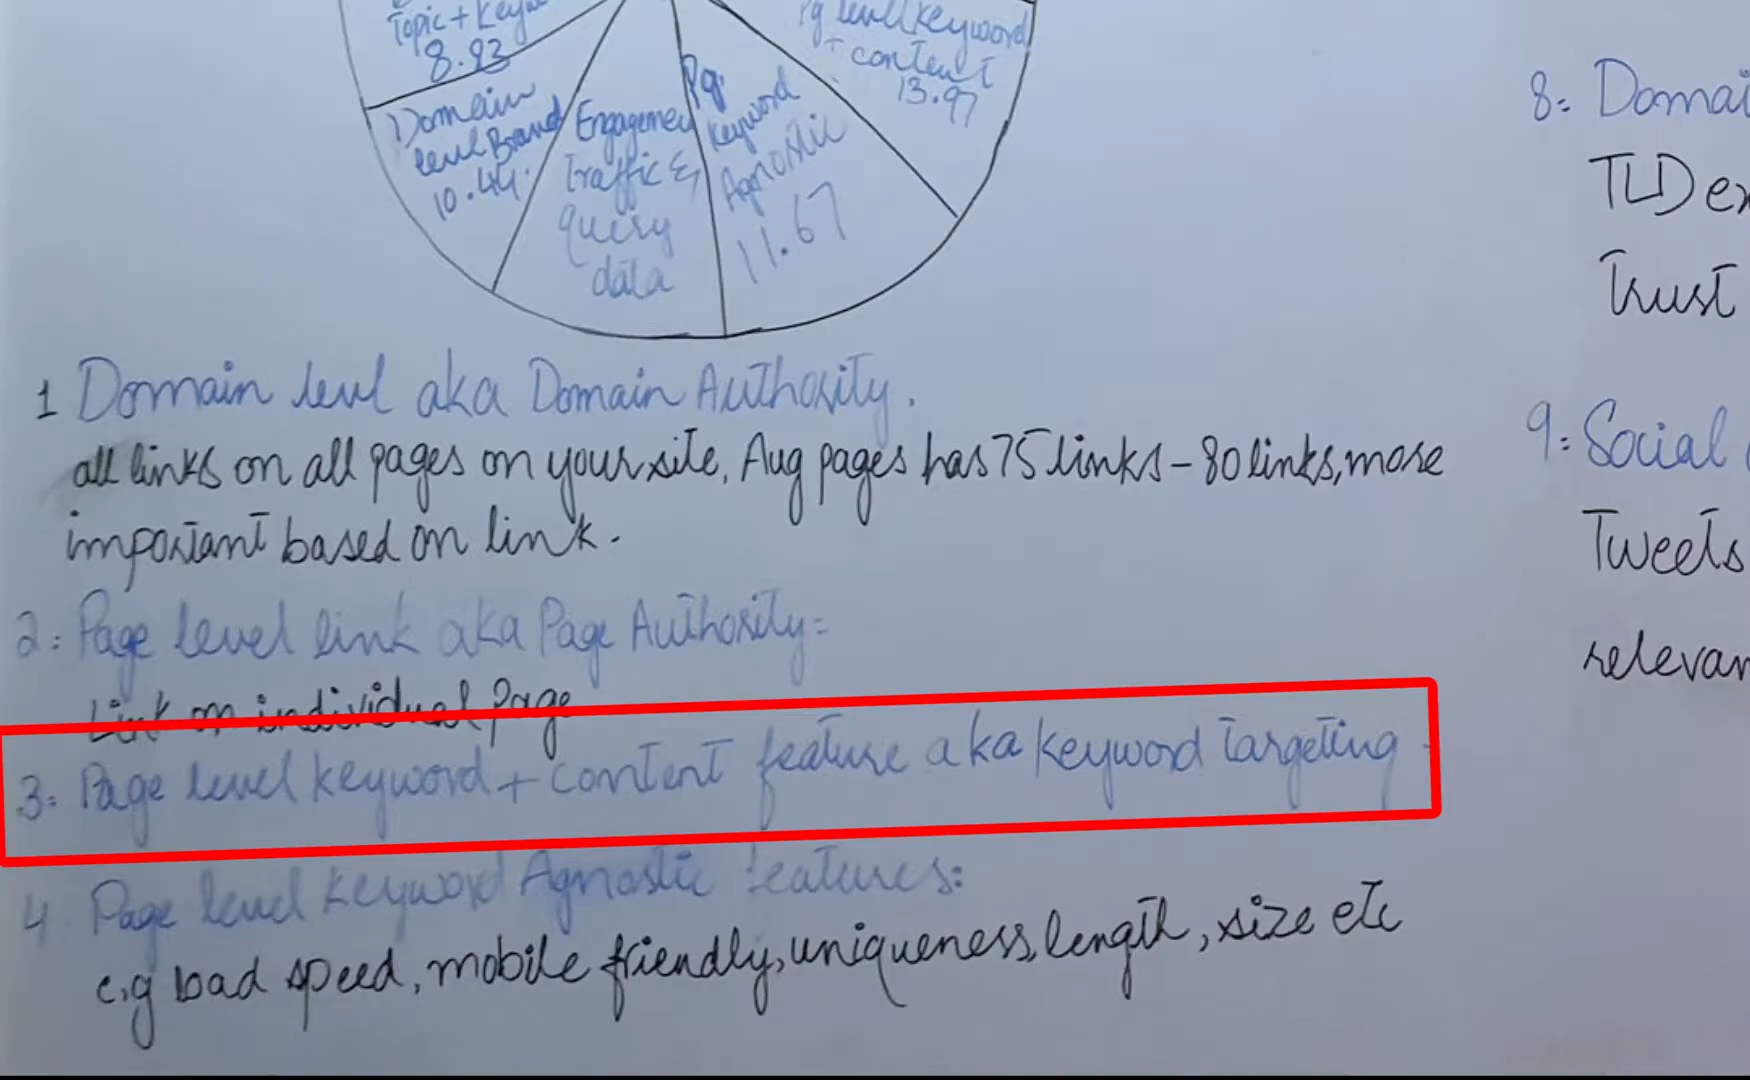 Topic + Keyw
8.93
Domain
level Brand
10.44.
Engagemen
Traffic &
Query
data
Pg.
Keyword
Agnostic
11.67
Pg level Keyword
+ content
13.97
1 Domain level aka Domain Authority.
all links on all pages on your site, Aug pages has 75 links - 80 links, more
important based on link.
2: Page level link aka Page Authority:
Link on individual Page
3: Page level keyword + content feature aka keyword targeting
4. Page level keyword Agnostic features:
e,g load speed, mobile friendly, uniqueness, length, size etc
8: Domai
TLD ex
Trust
9: Social
Tweets
relevan